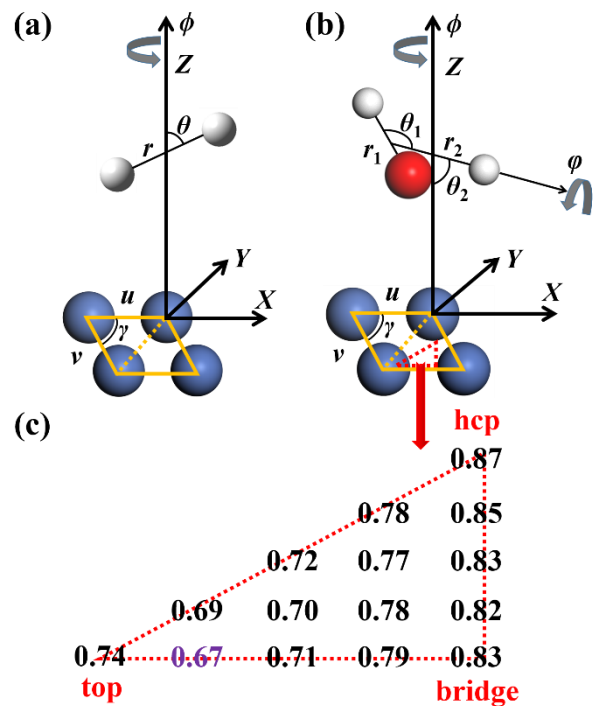 (a)
ϕ
Z
θ
r
Y
u
X
γ
v
(b)
ϕ
Z
θ1
r2
r1
θ2
φ
Y
u
X
γ
v
(c)
hcp
0.87
0.78 0.85
0.72 0.77 0.83
0.69 0.70 0.78 0.82
0.74 0.67 0.71 0.79 0.83
top bridge